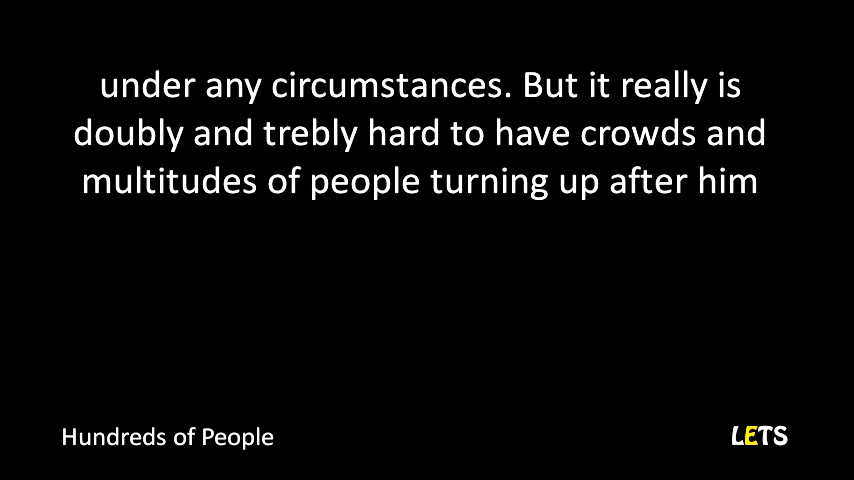 under any circumstances. But it really is
doubly and trebly hard to have crowds and
multitudes of people turning up after him
Hundreds of People
LETS